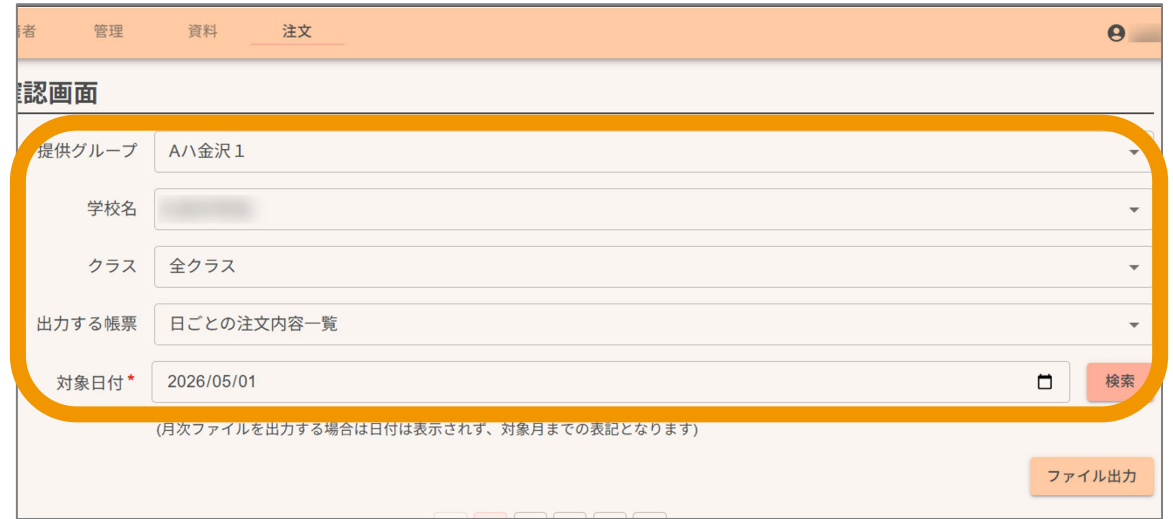 者 管理 資料 注文
認画面
提供グループ Aハ金沢１
学校名
クラス 全クラス
出力する帳票 日ごとの注文内容一覧
対象日付* 2026/05/01 検索
(月次ファイルを出力する場合は日付は表示されず、対象月までの表記となります)
ファイル出力